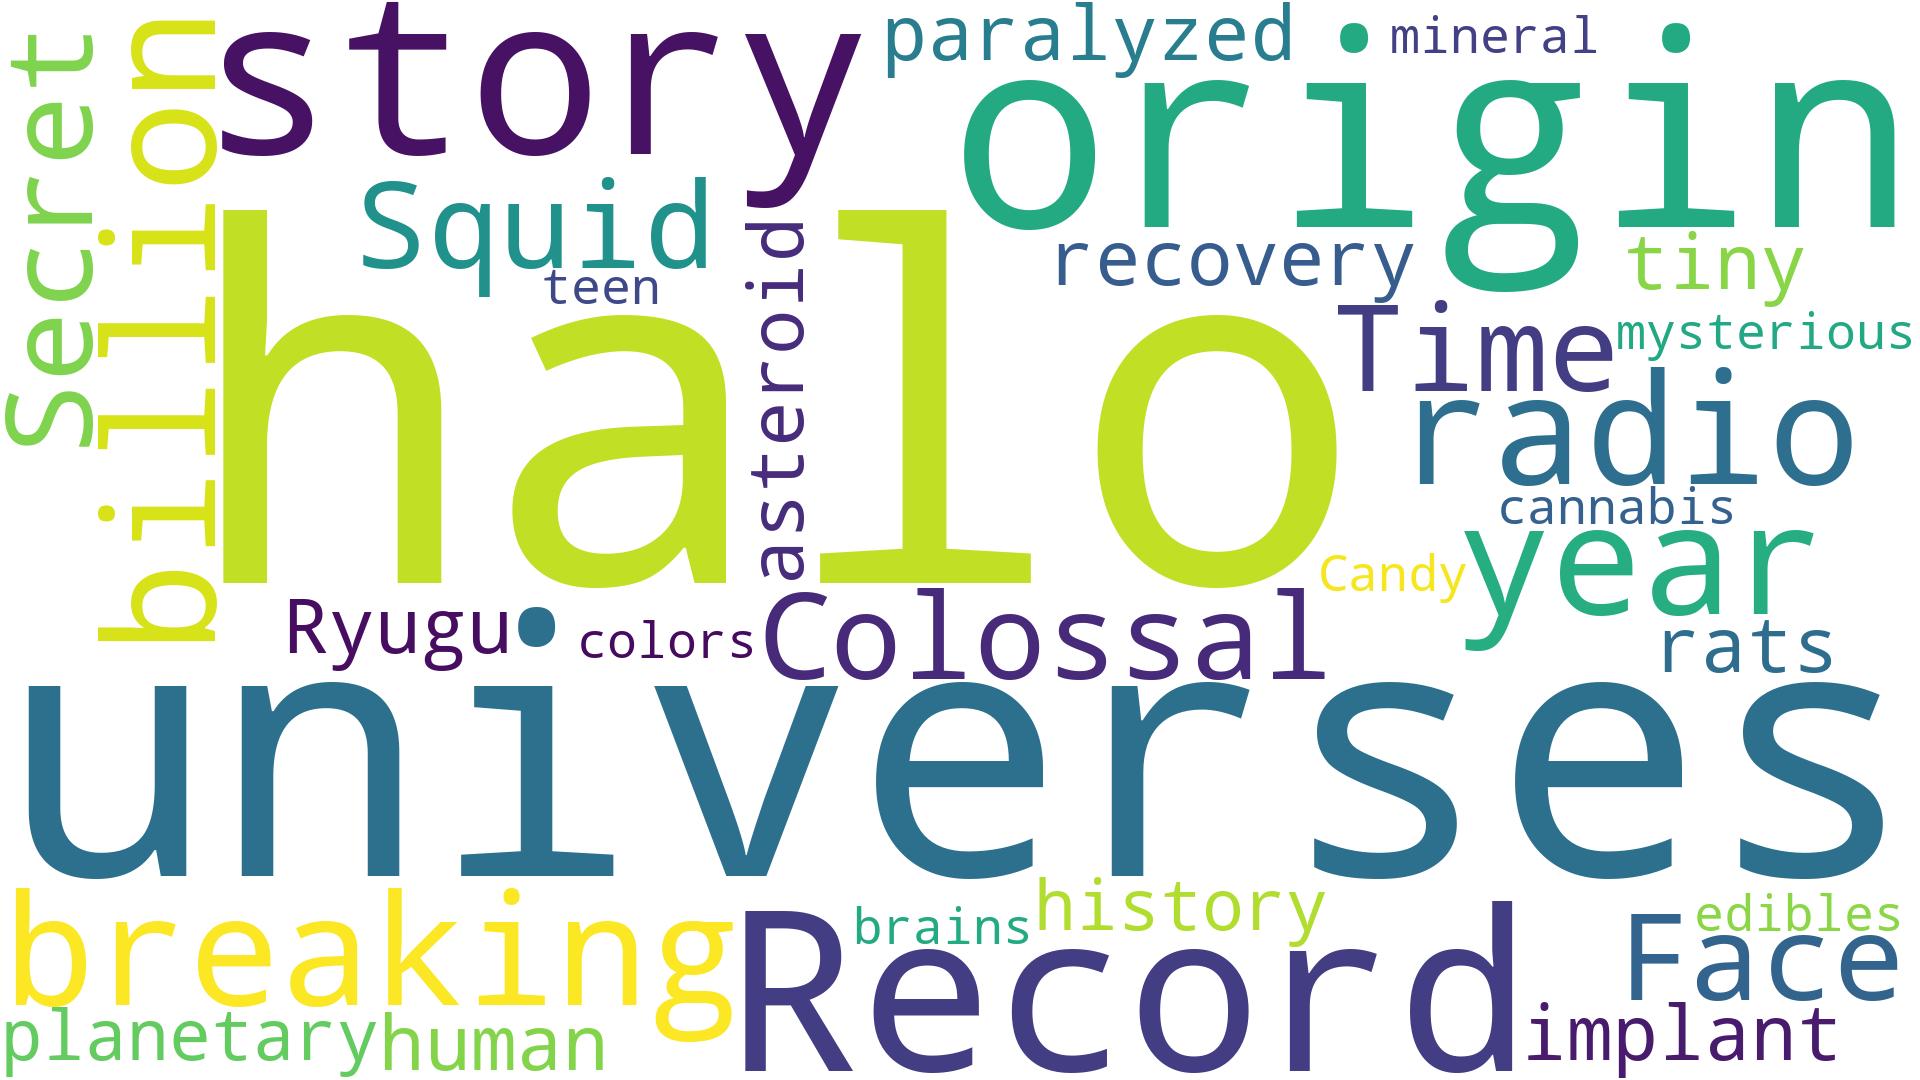 story
paralyzed
mineral
origin
Secret
billion
Squid
teen
asteroid
recovery
tiny
halo
Time
mysterious
radio
cannabis
Candy
year
Ryugu
colors
Colossal
rats
universes
breaking
brains
history
Record
edibles
Face
planetary
human
implant